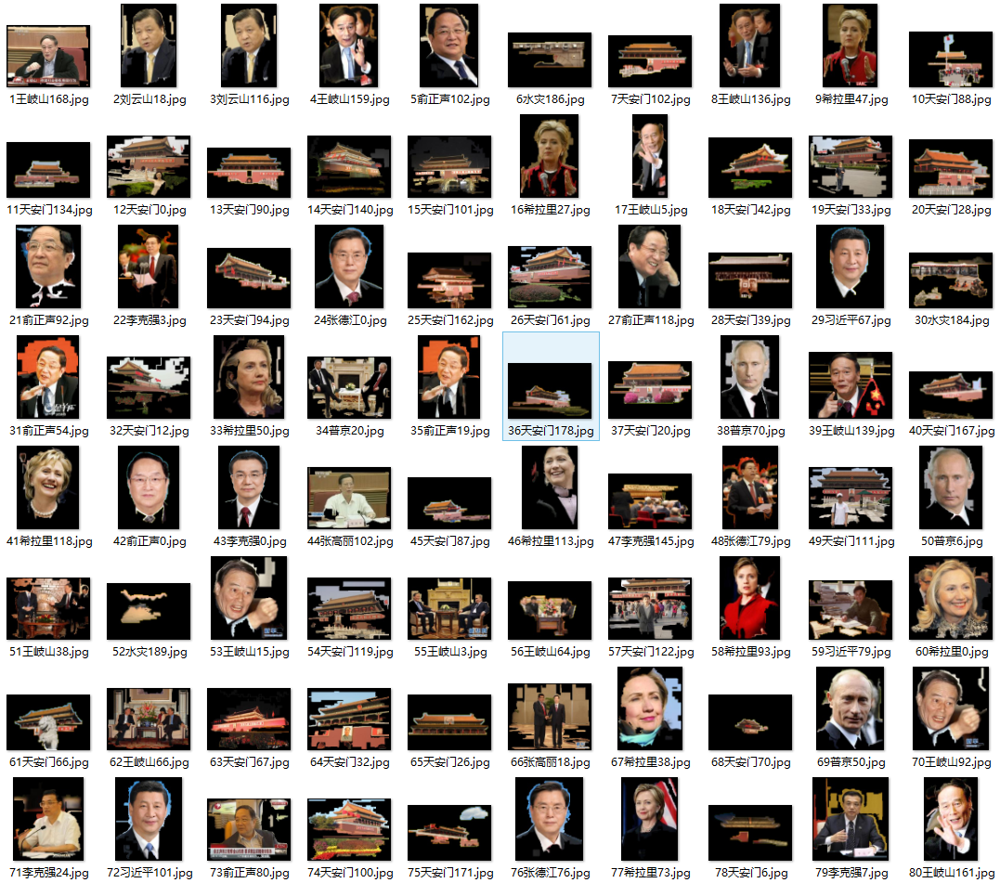 1王岐山168.jpg 2刘云山18.jpg 3刘云山116.jpg 4王岐山159.jpg 5俞正声102.jpg 6水灾186.jpg 7天安门102.jpg 8王岐山136.jpg 9希拉里47.jpg 10天安门88.jpg
11天安门134.jpg 12天安门0.jpg 13天安门90.jpg 14天安门140.jpg 15天安门101.jpg 16希拉里27.jpg 17王岐山5.jpg 18天安门42.jpg 19天安门33.jpg 20天安门28.jpg
21俞正声92.jpg 22李克强3.jpg 23天安门94.jpg 24张德江0.jpg 25天安门162.jpg 26天安门61.jpg 27俞正声118.jpg 28天安门39.jpg 29习近平67.jpg 30水灾184.jpg
31俞正声54.jpg 32天安门12.jpg 33希拉里50.jpg 34普京20.jpg 35俞正声19.jpg 36天安门178.jpg 37天安门20.jpg 38普京70.jpg 39王岐山139.jpg 40天安门167.jpg
41希拉里118.jpg 42俞正声0.jpg 43李克强0.jpg 44张高丽102.jpg 45天安门87.jpg 46希拉里113.jpg 47李克强145.jpg 48张德江79.jpg 49天安门111.jpg 50普京6.jpg
51王岐山38.jpg 52水灾189.jpg 53王岐山15.jpg 54天安门119.jpg 55王岐山3.jpg 56王岐山64.jpg 57天安门122.jpg 58希拉里93.jpg 59习近平79.jpg 60希拉里0.jpg
61天安门66.jpg 62王岐山66.jpg 63天安门67.jpg 64天安门32.jpg 65天安门26.jpg 66张高丽18.jpg 67希拉里38.jpg 68天安门70.jpg 69普京50.jpg 70王岐山92.jpg
71李克强24.jpg 72习近平101.jpg 73俞正声80.jpg 74天安门100.jpg 75天安门171.jpg 76张德江76.jpg 77希拉里73.jpg 78天安门6.jpg 79李克强7.jpg 80王岐山161.jpg